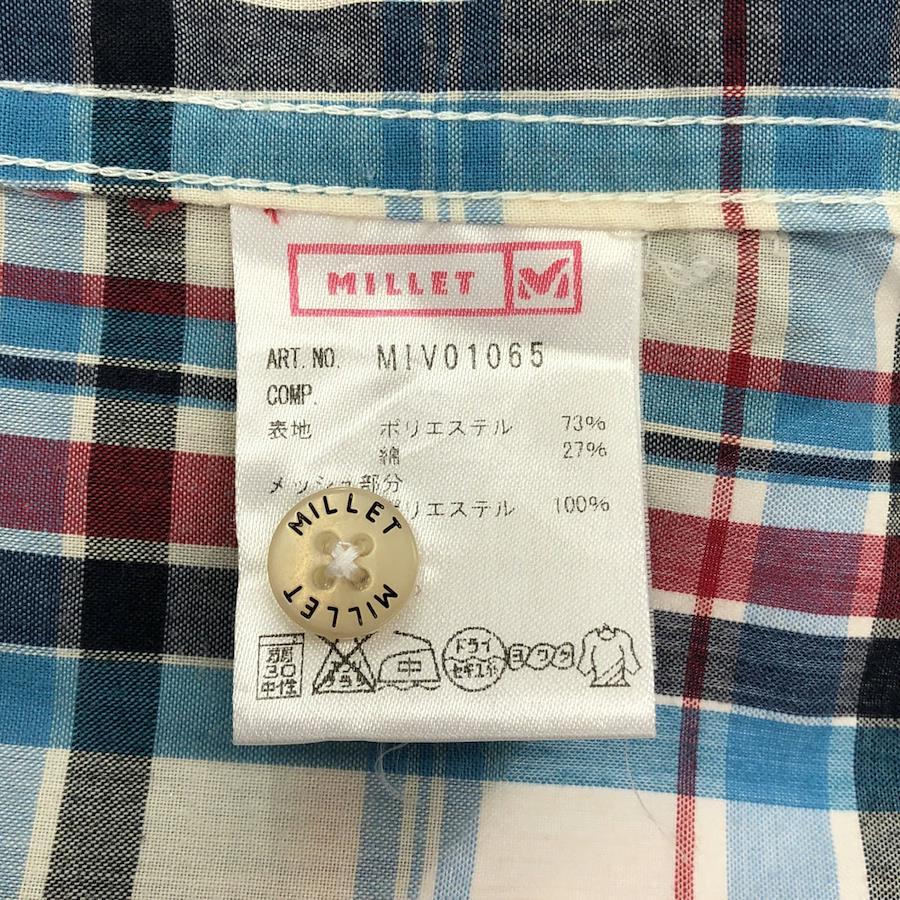 MILLET
ART.NO. MIV01065
COMP.
表地 ポリエステル 73%
綿 27%
メッシュ部分
ポリエステル 100%
MILLET
MILLET
30
中性
中
ドライ
セキユ系
ヨワク